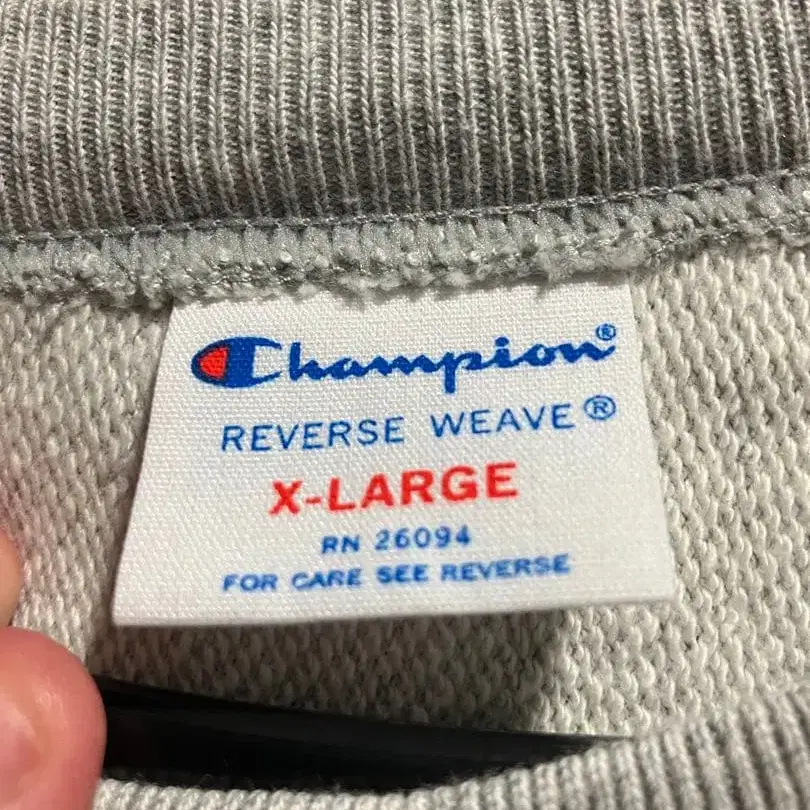 Champion®
REVERSE WEAVE®
X-LARGE
RN 26094
FOR CARE SEE REVERSE